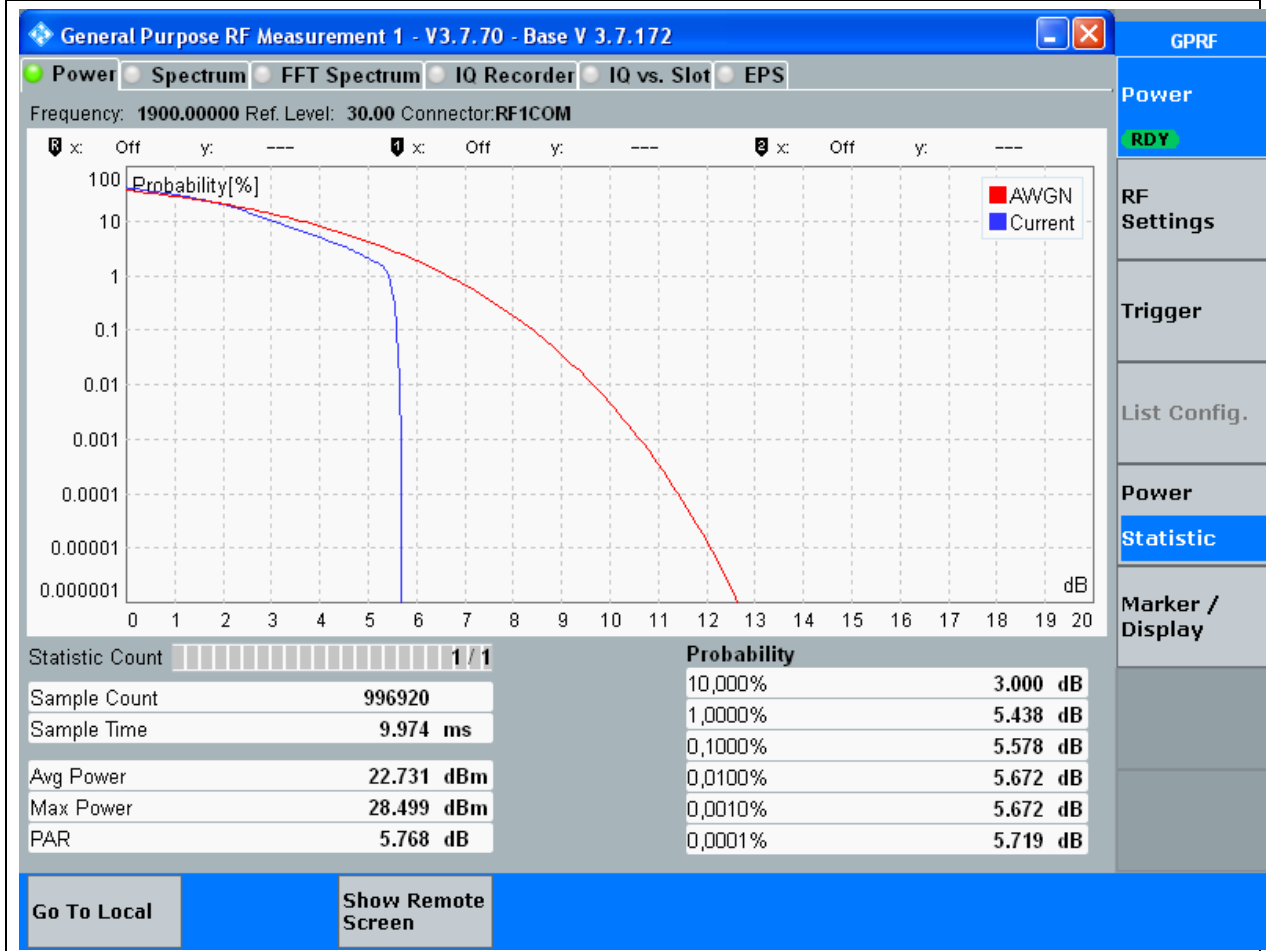 General Purpose RF Measurement 1 - V3.7.70 - Base V 3.7.172
Power Spectrum FFT Spectrum IQ Recorder IQ vs. Slot EPS
Frequency: 1900.00000 Ref. Level: 30.00 Connector:RF1COM
R x: Off y: --- 1 x: Off y: --- 2 x: Off y: ---
Probability[%]
100
10
1
0.1
0.01
0.001
0.0001
0.00001
0.000001
AWGN
Current
dB
0 1 2 3 4 5 6 7 8 9 10 11 12 13 14 15 16 17 18 19 20
Statistic Count 1 / 1
Sample Count 996920
Sample Time 9.974 ms
Avg Power 22.731 dBm
Max Power 28.499 dBm
PAR 5.768 dB
Probability
10,000% 3.000 dB
1,0000% 5.438 dB
0,1000% 5.578 dB
0,0100% 5.672 dB
0,0010% 5.672 dB
0,0001% 5.719 dB
GPRF
Power
RDY
RF
Settings
Trigger
List Config.
Power
Statistic
Marker /
Display
Go To Local
Show Remote
Screen